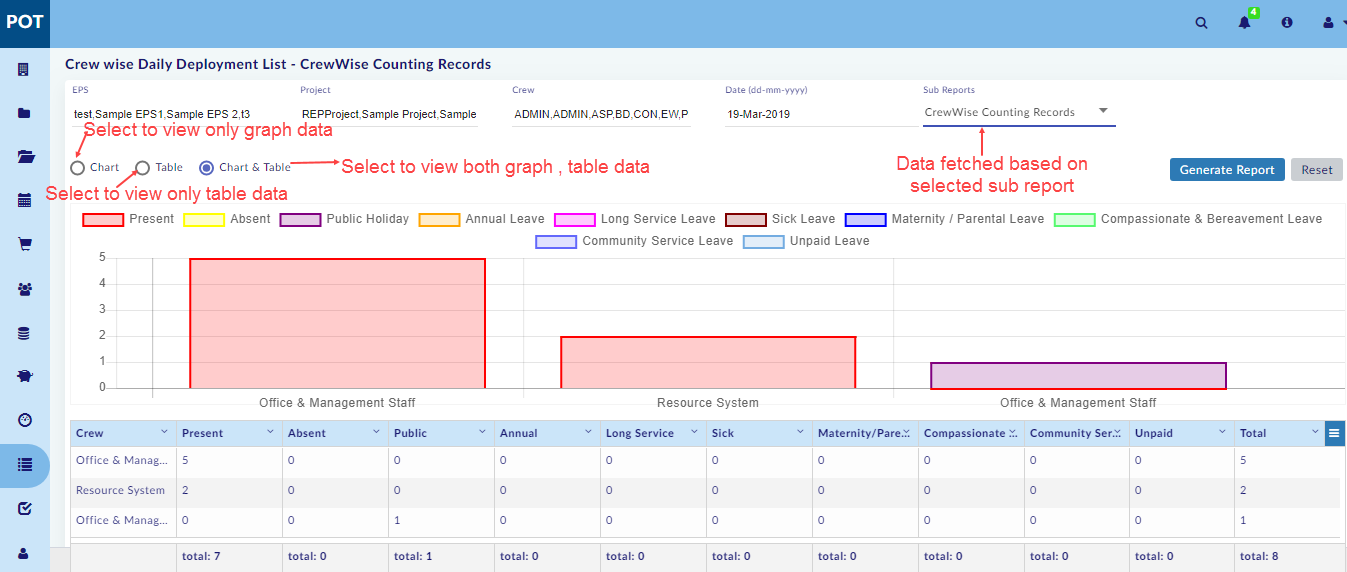 POT
4
Crew wise Daily Deployment List - CrewWise Counting Records
EPS Project Crew Date (dd-mm-yyyy) Sub Reports
test,Sample EPS1,Sample EPS 2,t3 REPProject,Sample Project,Sample ADMIN,ADMIN,ASP,BD,CON,EW,P 19-Mar-2019 CrewWise Counting Records
Select to view only graph data
Chart Table Chart & Table
Select to view both graph , table data
Data fetched based on
selected sub report
Generate Report Reset
Select to view only table data
Present Absent Public Holiday Annual Leave Long Service Leave Sick Leave Maternity / Parental Leave Compassionate & Bereavement Leave
Community Service Leave Unpaid Leave
5
4
3
2
1
0
Office & Management Staff Resource System Office & Management Staff
Crew Present Absent Public Annual Long Service Sick Maternity/Pare... Compassionate ... Community Ser... Unpaid Total
Office & Manag... 5 0 0 0 0 0 0 0 0 0 5
Resource System 2 0 0 0 0 0 0 0 0 0 2
Office & Manag... 0 0 1 0 0 0 0 0 0 0 1
total: 7 total: 0 total: 1 total: 0 total: 0 total: 0 total: 0 total: 0 total: 0 total: 0 total: 8